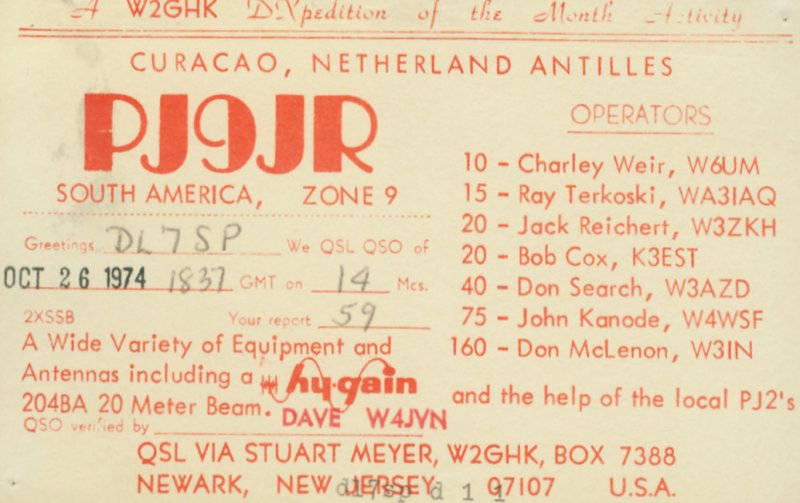 A W2GHK DXpedition of the Month Activity
CURACAO, NETHERLAND ANTILLES
PJ9JR
SOUTH AMERICA, ZONE 9
Greetings DL7SP We QSL QSO of
OCT 26 1974 1837 GMT on 14 Mcs.
2XSSB Your report 59
A Wide Variety of Equipment and
Antennas including a hy-gain
204BA 20 Meter Beam.
QSO verified by DAVE W4JVN
OPERATORS
10 - Charley Weir, W6UM
15 - Ray Terkoski, WA3IAQ
20 - Jack Reichert, W3ZKH
20 - Bob Cox, K3EST
40 - Don Search, W3AZD
75 - John Kanode, W4WSF
160 - Don McLenon, W3IN
and the help of the local PJ2's
QSL VIA STUART MEYER, W2GHK, BOX 7388
NEWARK, NEW JERSEY 07107 U.S.A.
dl7sp d 1 1